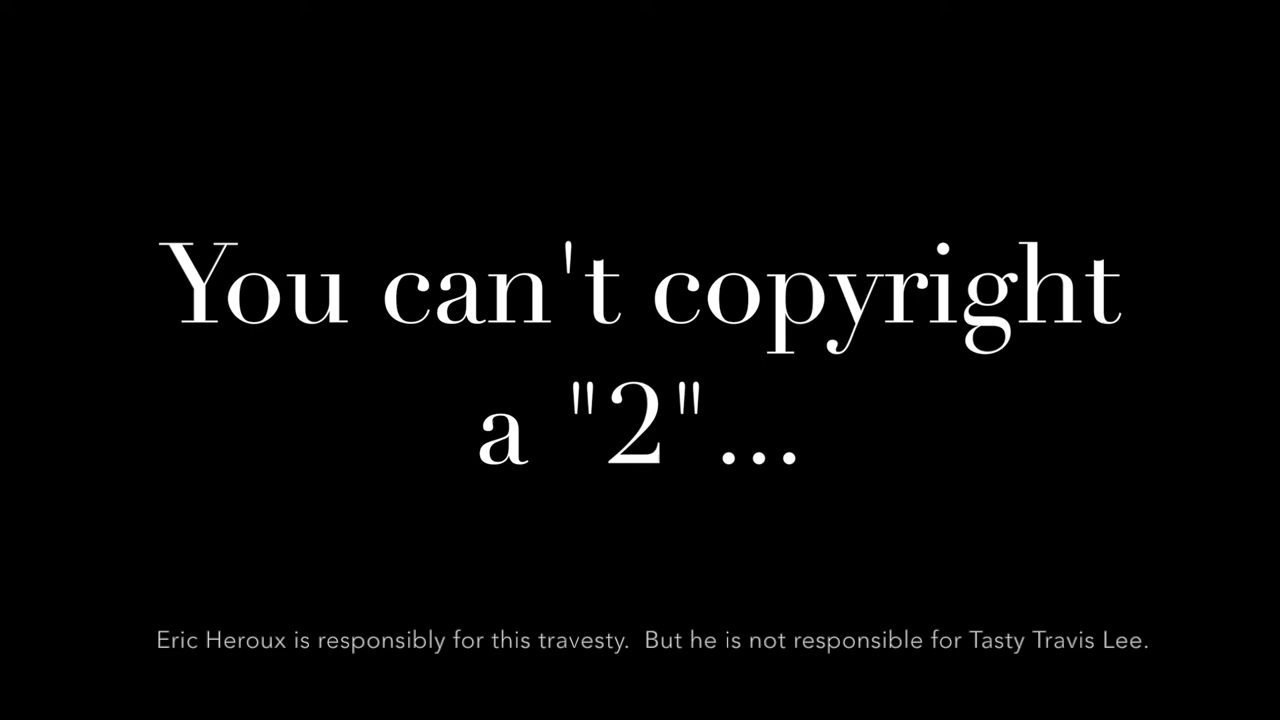 You can't copyright
a "2"...
Eric Heroux is responsibly for this travesty.  But he is not responsible for Tasty Travis Lee.